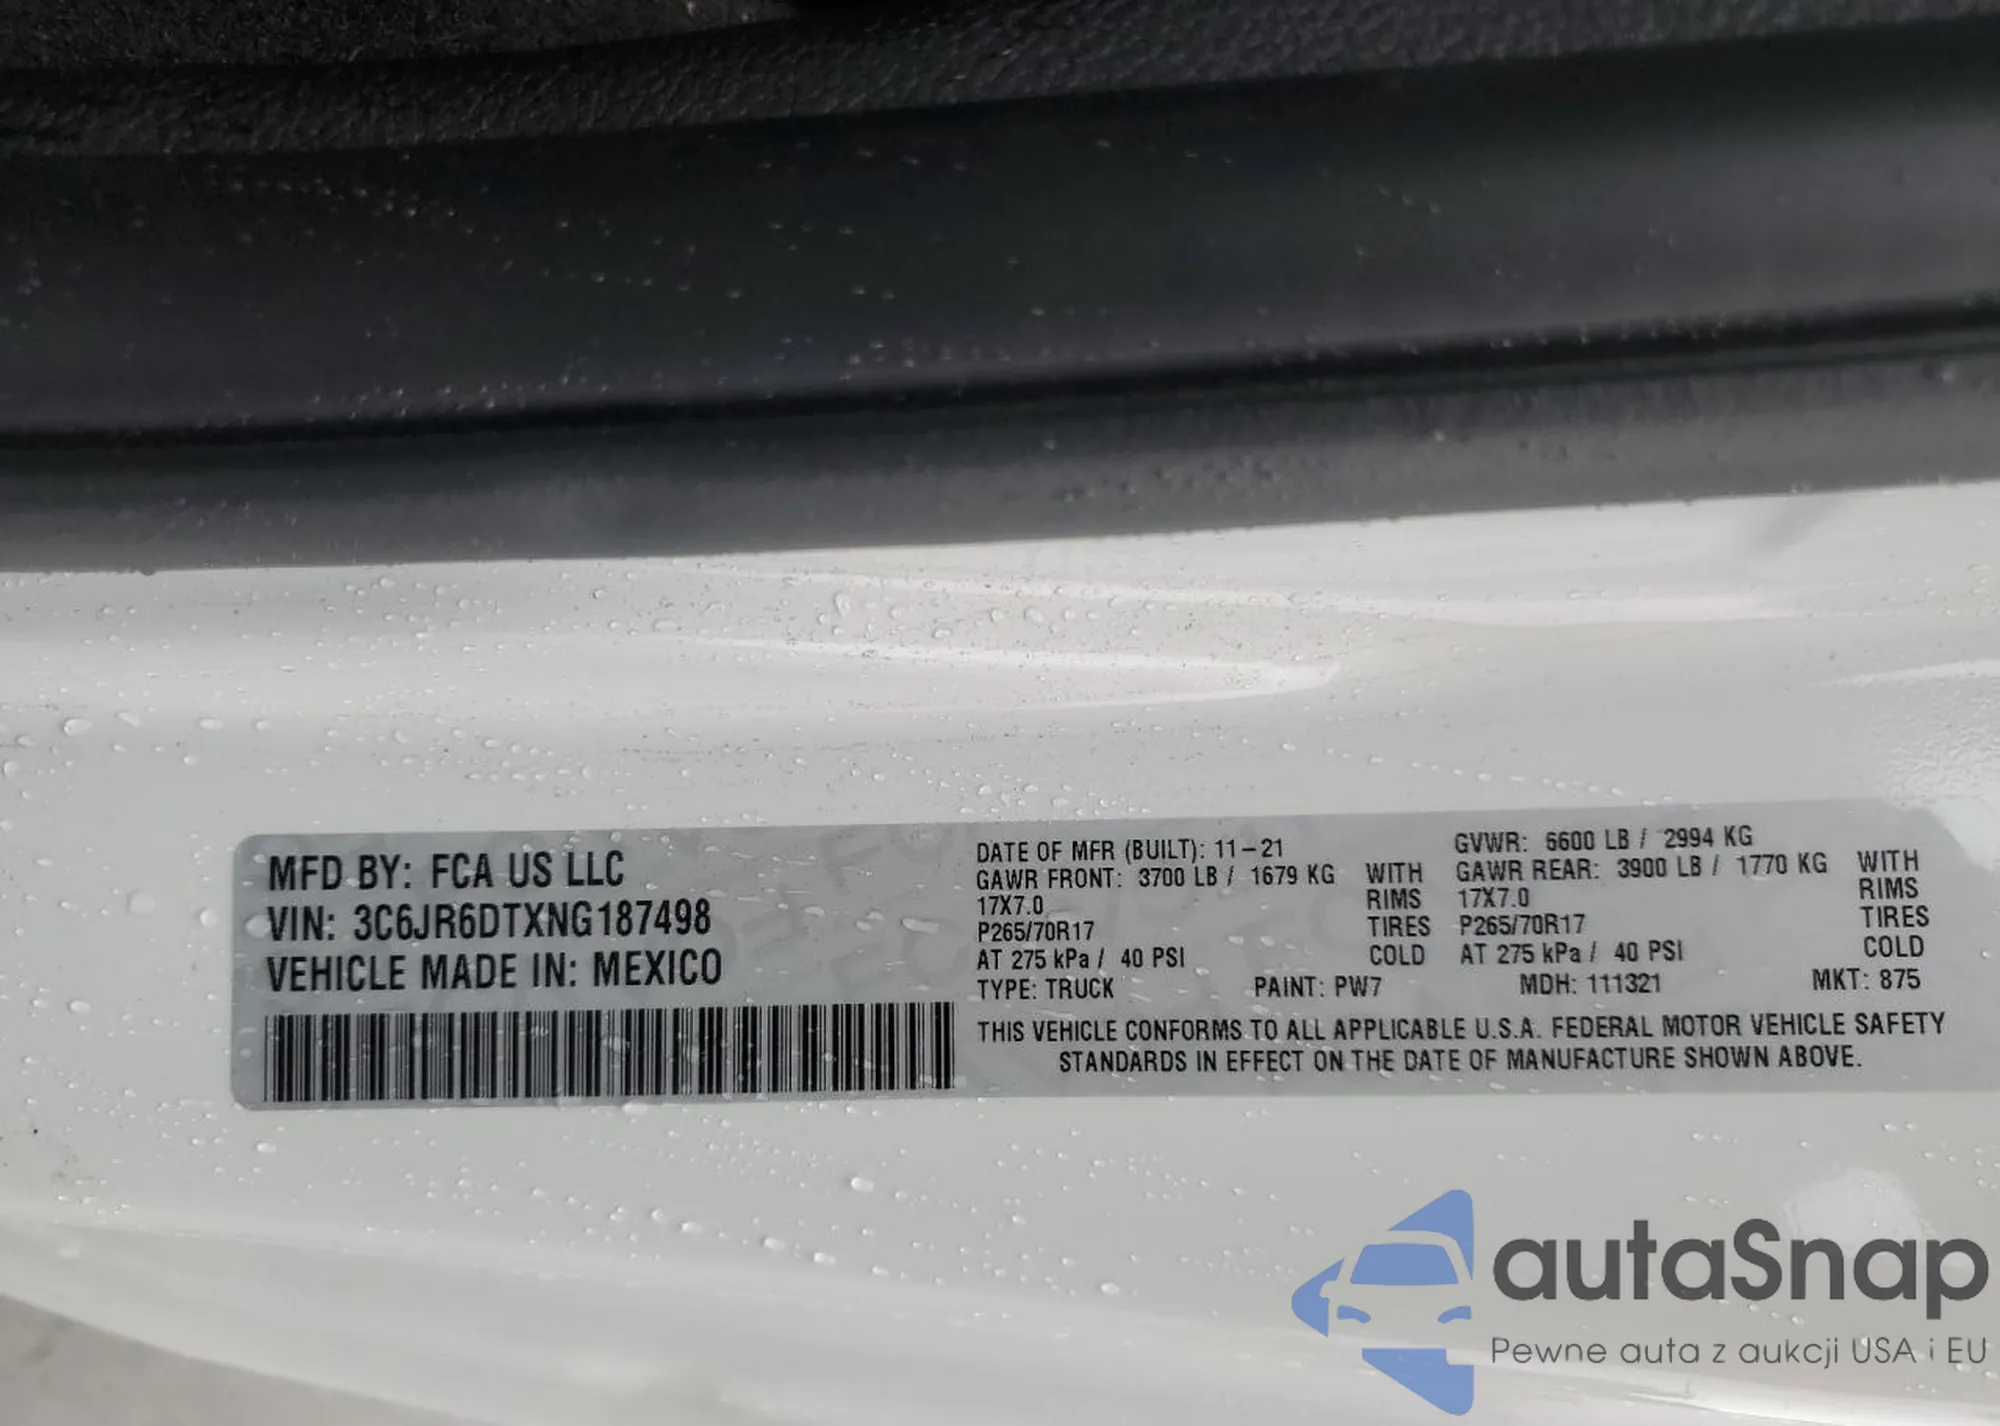 MFD BY: FCA US LLC
VIN: 3C6JR6DTXNG187498
VEHICLE MADE IN: MEXICO
DATE OF MFR (BUILT): 11-21 GVWR: 6600 LB / 2994 KG
GAWR FRONT: 3700 LB / 1679 KG WITH GAWR REAR: 3900 LB / 1770 KG WITH
17X7.0 RIMS 17X7.0 RIMS
P265/70R17 TIRES P265/70R17 TIRES
AT 275 kPa / 40 PSI COLD AT 275 kPa / 40 PSI COLD
TYPE: TRUCK PAINT: PW7 MDH: 111321 MKT: 875
THIS VEHICLE CONFORMS TO ALL APPLICABLE U.S.A. FEDERAL MOTOR VEHICLE SAFETY
STANDARDS IN EFFECT ON THE DATE OF MANUFACTURE SHOWN ABOVE.
autaSnap
Pewne auta z aukcji USA i EU